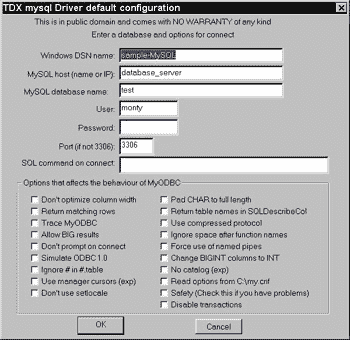 TDX mysql Driver default configuration
This is in public domain and comes with NO WARRANTY of any kind
Enter a database and options for connect
Windows DSN name: sample-MySQL
MySQL host (name or IP): database_server
MySQL database name: test
User: monty
Password:
Port (if not 3306): 3306
SQL command on connect:
Options that affects the behaviour of MyODBC
Don't optimize column width
Return matching rows
Trace MyODBC
Allow BIG results
Don't prompt on connect
Simulate ODBC 1.0
Ignore # in #.table
Use manager cursors (exp)
Don't use setlocale
Pad CHAR to full length
Return table names in SQLDescribeCol
Use compressed protocol
Ignore space after function names
Force use of named pipes
Change BIGINT columns to INT
No catalog (exp)
Read options from C:\my.cnf
Safety (Check this if you have problems)
Disable transactions
OK
Cancel